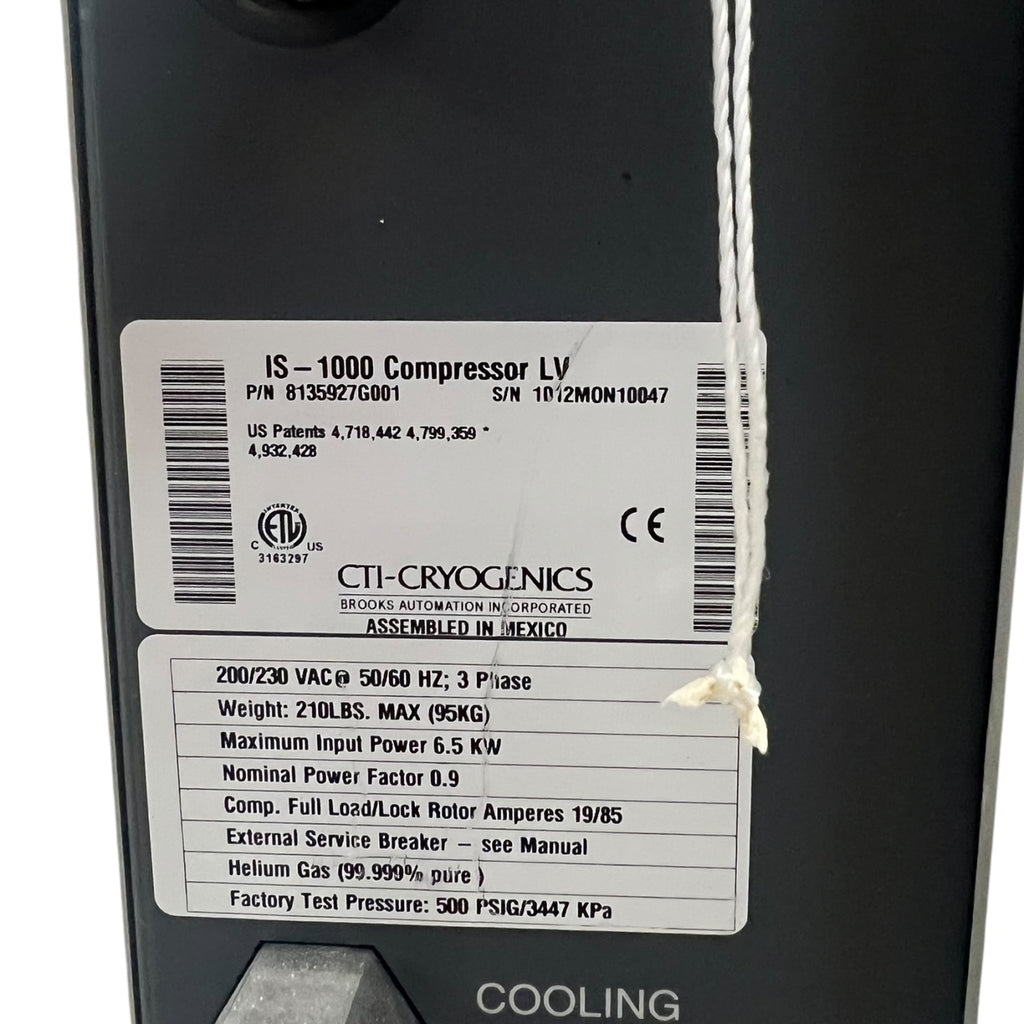 IS – 1000 Compressor LV
P/N 8135927G001 S/N 1012MON10047
US Patents 4,718,442 4,799,359 *
4,932,428
INTERTEK
ETL
C US
3163297
CE
CTI-CRYOGENICS
BROOKS AUTOMATION INCORPORATED
ASSEMBLED IN MEXICO
200/230 VAC@ 50/60 HZ; 3 Phase
Weight: 210LBS. MAX (95KG)
Maximum Input Power 6.5 KW
Nominal Power Factor 0.9
Comp. Full Load/Lock Rotor Amperes 19/85
External Service Breaker – see Manual
Helium Gas (99.999% pure )
Factory Test Pressure: 500 PSIG/3447 KPa
COOLING